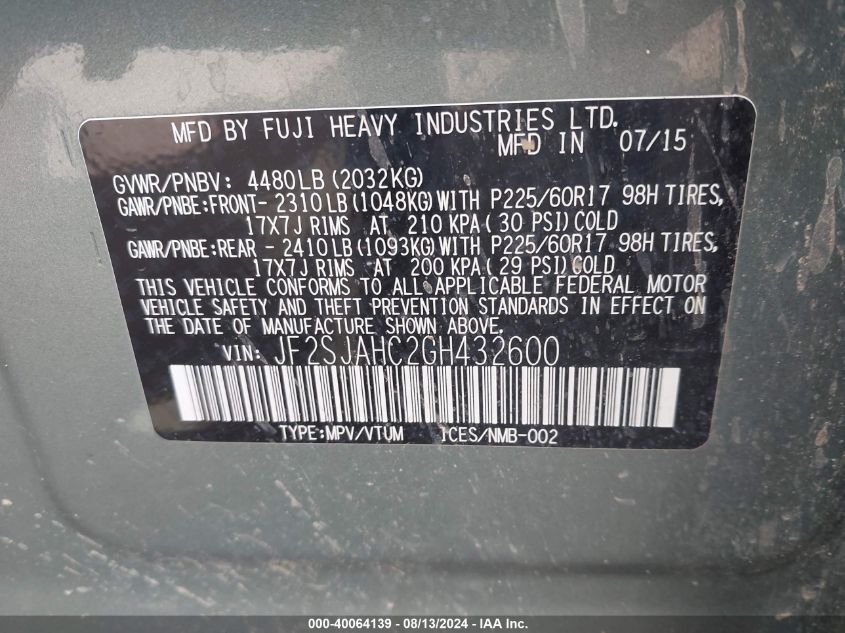 MFD BY FUJI HEAVY INDUSTRIES LTD.
MFD IN 07/15
GVWR/PNBV: 4480LB (2032KG)
GAWR/PNBE:FRONT- 2310LB (1048KG) WITH P225/60R17 98H TIRES,
17X7J RIMS AT 210 KPA( 30 PSI) COLD
GAWR/PNBE:REAR - 2410LB (1093KG) WITH P225/60R17 98H TIRES,
17X7J RIMS AT 200 KPA( 29 PSI) COLD
THIS VEHICLE CONFORMS TO ALL APPLICABLE FEDERAL MOTOR
VEHICLE SAFETY AND THEFT PREVENTION STANDARDS IN EFFECT ON
THE DATE OF MANUFACTURE SHOWN ABOVE.
VIN: JF2SJAHC2GH432600
TYPE:MPV/VTUM ICES/NMB-002
000-40064139 - 08/13/2024 - IAA Inc.